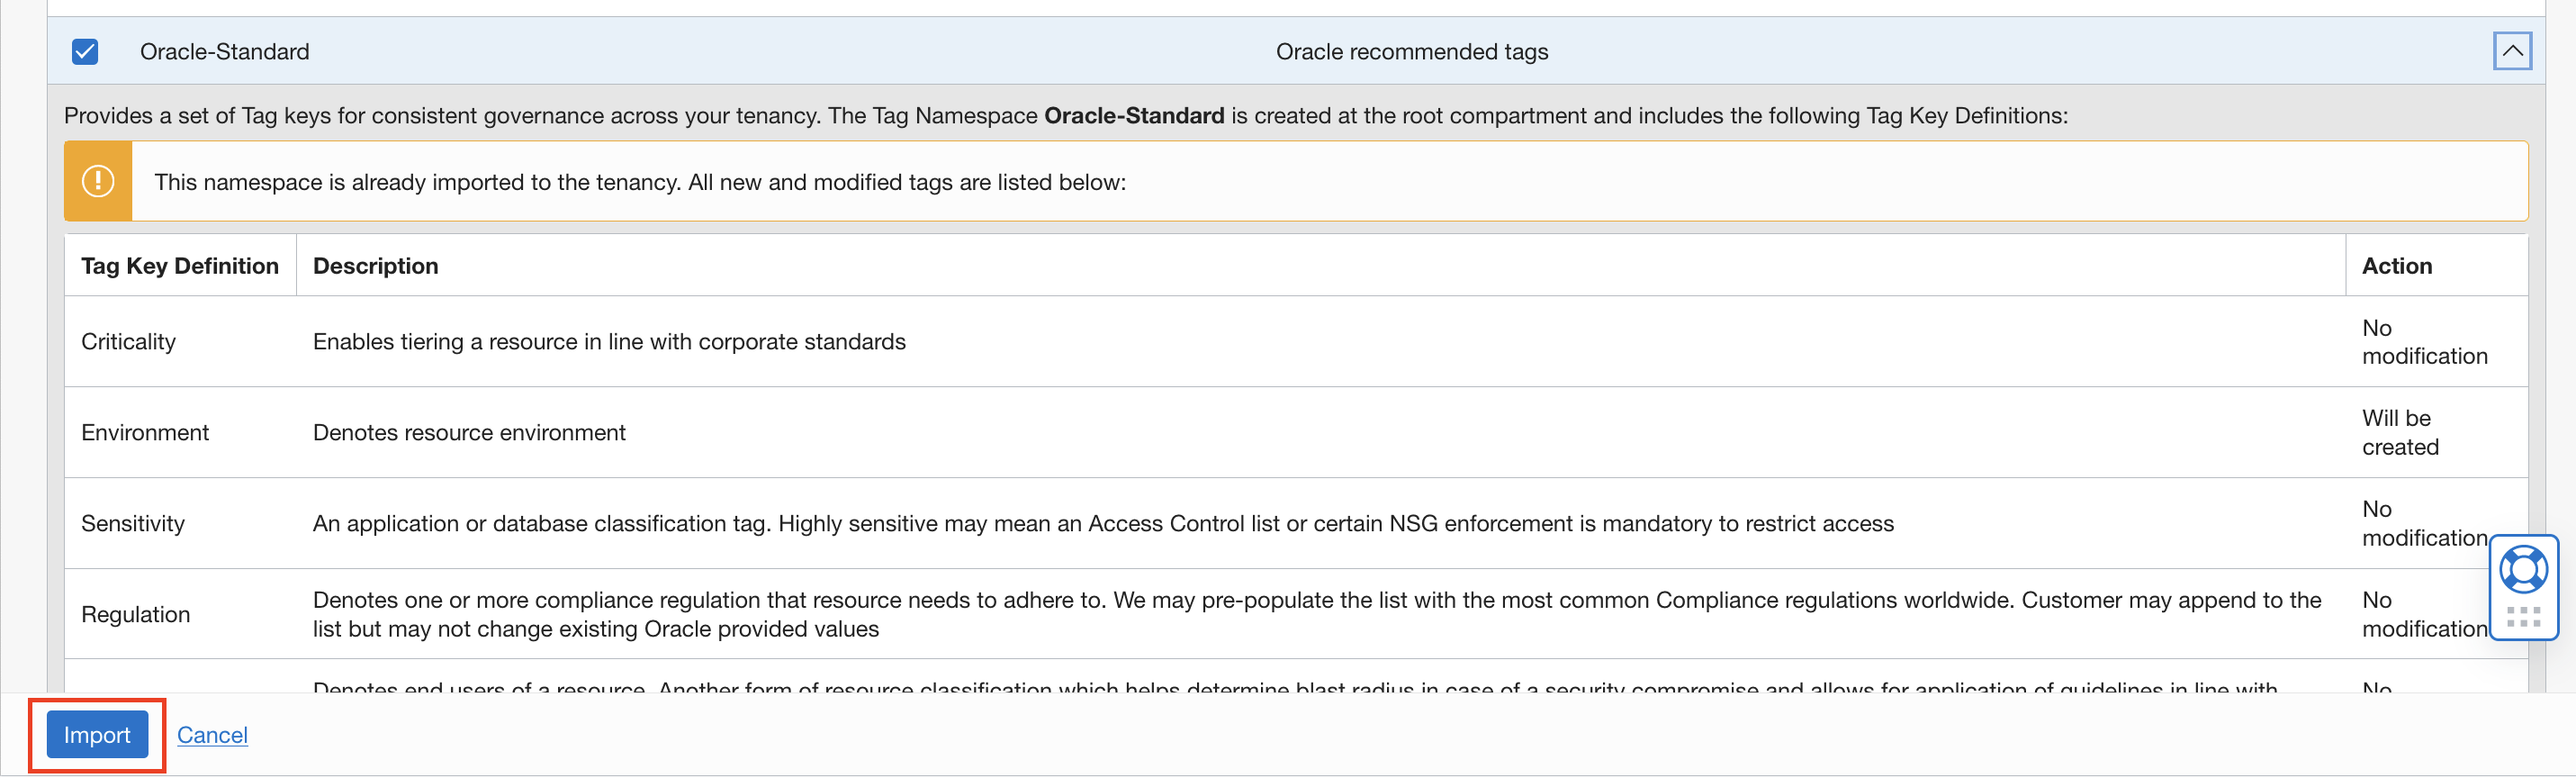 Oracle-Standard
Oracle recommended tags
Provides a set of Tag keys for consistent governance across your tenancy. The Tag Namespace Oracle-Standard is created at the root compartment and includes the following Tag Key Definitions:
This namespace is already imported to the tenancy. All new and modified tags are listed below:
Tag Key Definition
Description
Action
Criticality
Enables tiering a resource in line with corporate standards
No
modification
Environment
Denotes resource environment
Will be
created
Sensitivity
An application or database classification tag. Highly sensitive may mean an Access Control list or certain NSG enforcement is mandatory to restrict access
No
modification
Regulation
Denotes one or more compliance regulation that resource needs to adhere to. We may pre-populate the list with the most common Compliance regulations worldwide. Customer may append to the
list but may not change existing Oracle provided values
No
modification
Denotes end users of a resource. Another form of resource classification which helps determine blast radius in case of a security compromise and allows for application of guidelines in line with
No
Import
Cancel